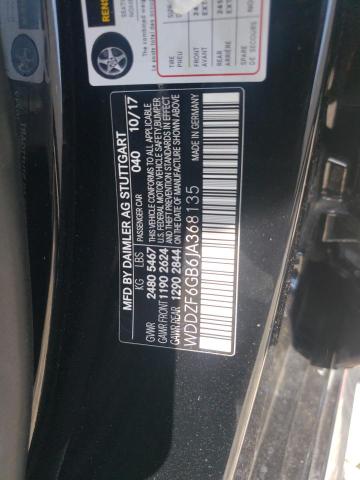 MFD BY DAIMLER AG STUTTGART
KG LBS PASSENGER CAR 040 10/17
GVWR 2480 5467 THIS VEHICLE CONFORMS TO ALL APPLICABLE
U.S. FEDERAL MOTOR VEHICLE SAFETY, BUMPER,
GAWR FRONT 1190 2624 AND THEFT PREVENTION STANDARDS IN EFFECT
ON THE DATE OF MANUFACTURE SHOWN ABOVE
GAWR REAR 1290 2844
WDDZF6GB6JA368135 MADE IN GERMANY
The combined
TIRE
PNEU
FRONT
AVANT
REAR
ARRIÈRE
SPARE